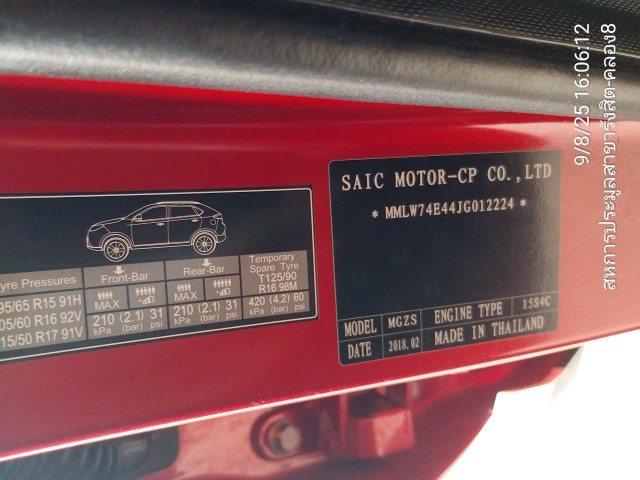 SAIC MOTOR-CP CO.,LTD
* MMLW74E44JG012224 *
MODEL MGZS ENGINE TYPE 15S4C
DATE 2018.02 MADE IN THAILAND
yre Pressures Front-Bar Rear-Bar Temporary Spare Tyre T125/90 R16 98M
MAX MAX
95/65 R15 91H
05/60 R16 92V
15/50 R17 91V
210 (2.1) 31 210 (2.1) 31 420 (4.2) 60
kPa (bar) psi kPa (bar) psi kPa (bar) psi
9/8/25 16:06:12
สหการประมูลสาขารังสิต-คลอง8